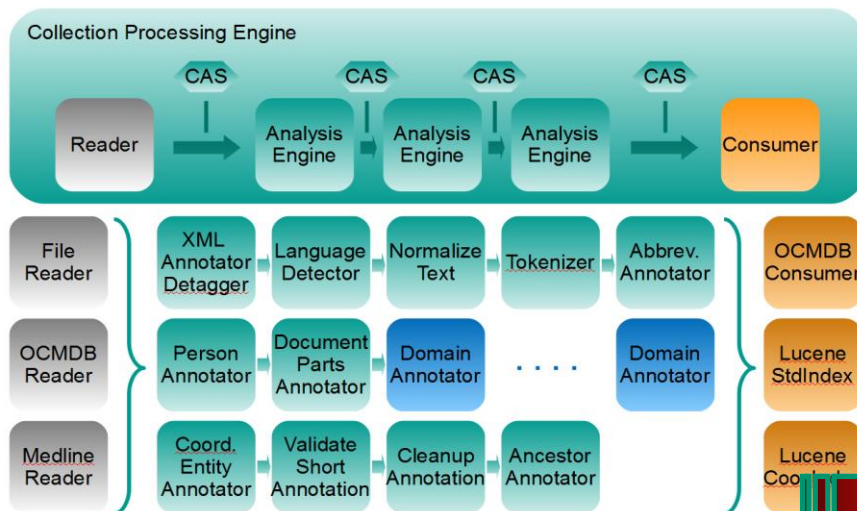 Collection Processing Engine
CAS
CAS
CAS
CAS
Reader
Analysis
Engine
Analysis
Engine
Analysis
Engine
Consumer
File
Reader
XML
Annotator
Detagger
Language
Detector
Normalize
Text
Tokenizer
Abbrev.
Annotator
OCMDB
Consumer
OCMDB
Reader
Person
Annotator
Document
Parts
Annotator
Domain
Annotator
. . . .
Domain
Annotator
Lucene
StdIndex
Medline
Reader
Coord.
Entity
Annotator
Validate
Short
Annotation
Cleanup
Annotation
Ancestor
Annotator
Lucene